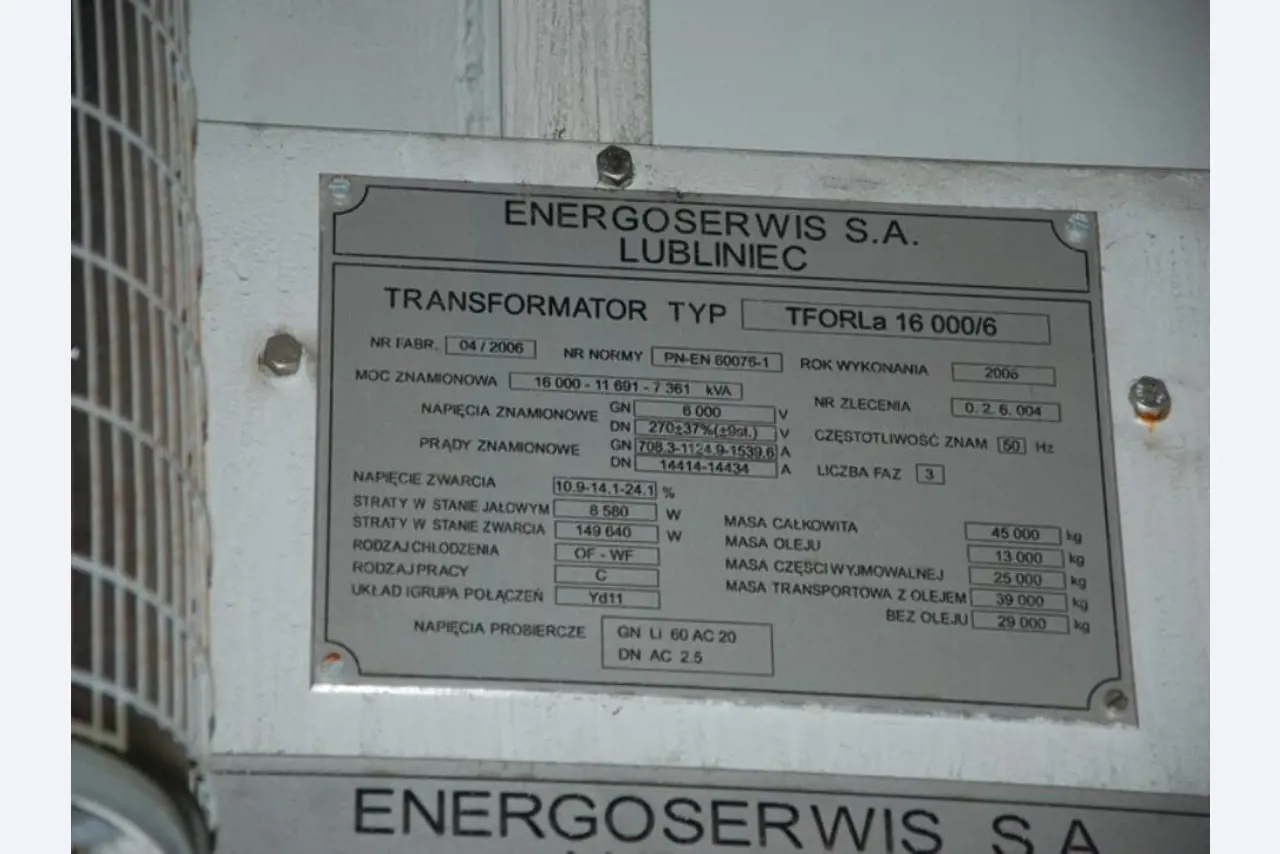 ENERGOSERWIS S.A.
LUBLINIEC
TRANSFORMATOR TYP TFORLa 16 000/6
NR FABR. 04 / 2006 NR NORMY PN-EN 60076-1 ROK WYKONANIA 2006
MOC ZNAMIONOWA 16 000 - 11 691 - 7 361 kVA NR ZLECENIA 0. 2. 6. 004
NAPIĘCIA ZNAMIONOWE GN 6 000 V
DN 270±37%(±9st.) V CZĘSTOTLIWOŚĆ ZNAM 50 Hz
PRĄDY ZNAMIONOWE GN 708.3-1124.9-1539.6 A
DN 14414-14434 A LICZBA FAZ 3
NAPIĘCIE ZWARCIA 10.9-14.1-24.1 %
STRATY W STANIE JAŁOWYM 8 580 W
STRATY W STANIE ZWARCIA 149 640 W
RODZAJ CHŁODZENIA OF - WF
RODZAJ PRACY C
UKŁAD I GRUPA POŁĄCZEŃ Yd11
MASA CAŁKOWITA 45 000 kg
MASA OLEJU 13 000 kg
MASA CZĘŚCI WYJMOWALNEJ 25 000 kg
MASA TRANSPORTOWA Z OLEJEM 39 000 kg
BEZ OLEJU 29 000 kg
NAPIĘCIA PROBIERCZE GN LI 60 AC 20
DN AC 2.5
ENERGOSERWIS S.A.